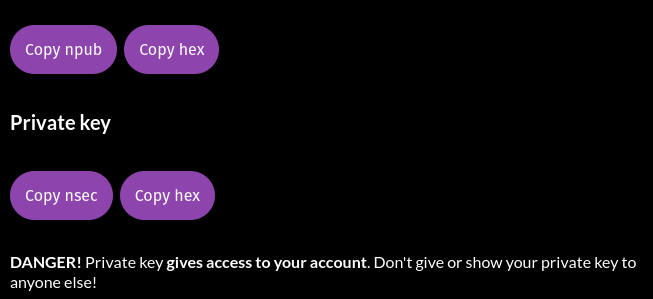 Copy npub
Copy hex
Private key
Copy nsec
Copy hex
DANGER! Private key gives access to your account. Don't give or show your private key to
anyone else!